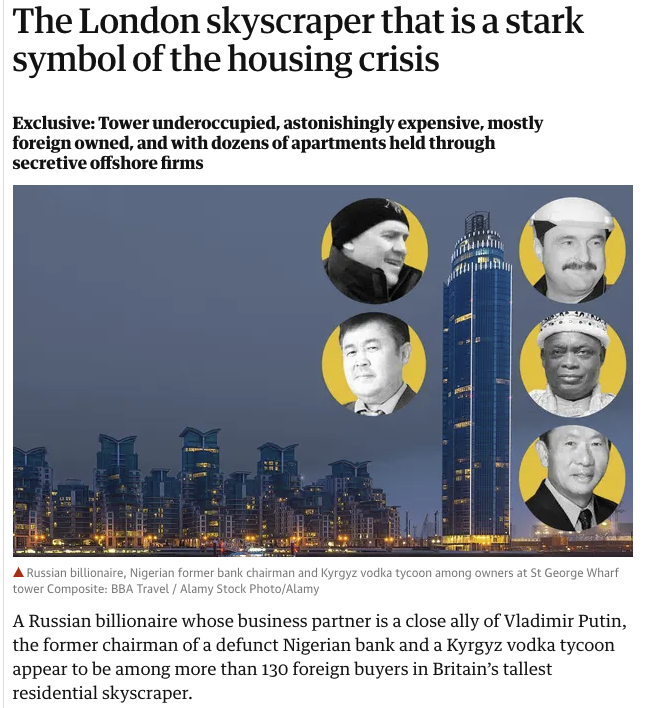 The London skyscraper that is a stark
symbol of the housing crisis
Exclusive: Tower underoccupied, astonishingly expensive, mostly
foreign owned, and with dozens of apartments held through
secretive offshore firms
Russian billionaire, Nigerian former bank chairman and Kyrgyz vodka tycoon among owners at St George Wharf
tower Composite: BBA Travel / Alamy Stock Photo/Alamy
A Russian billionaire whose business partner is a close ally of Vladimir Putin,
the former chairman of a defunct Nigerian bank and a Kyrgyz vodka tycoon
appear to be among more than 130 foreign buyers in Britain’s tallest
residential skyscraper.